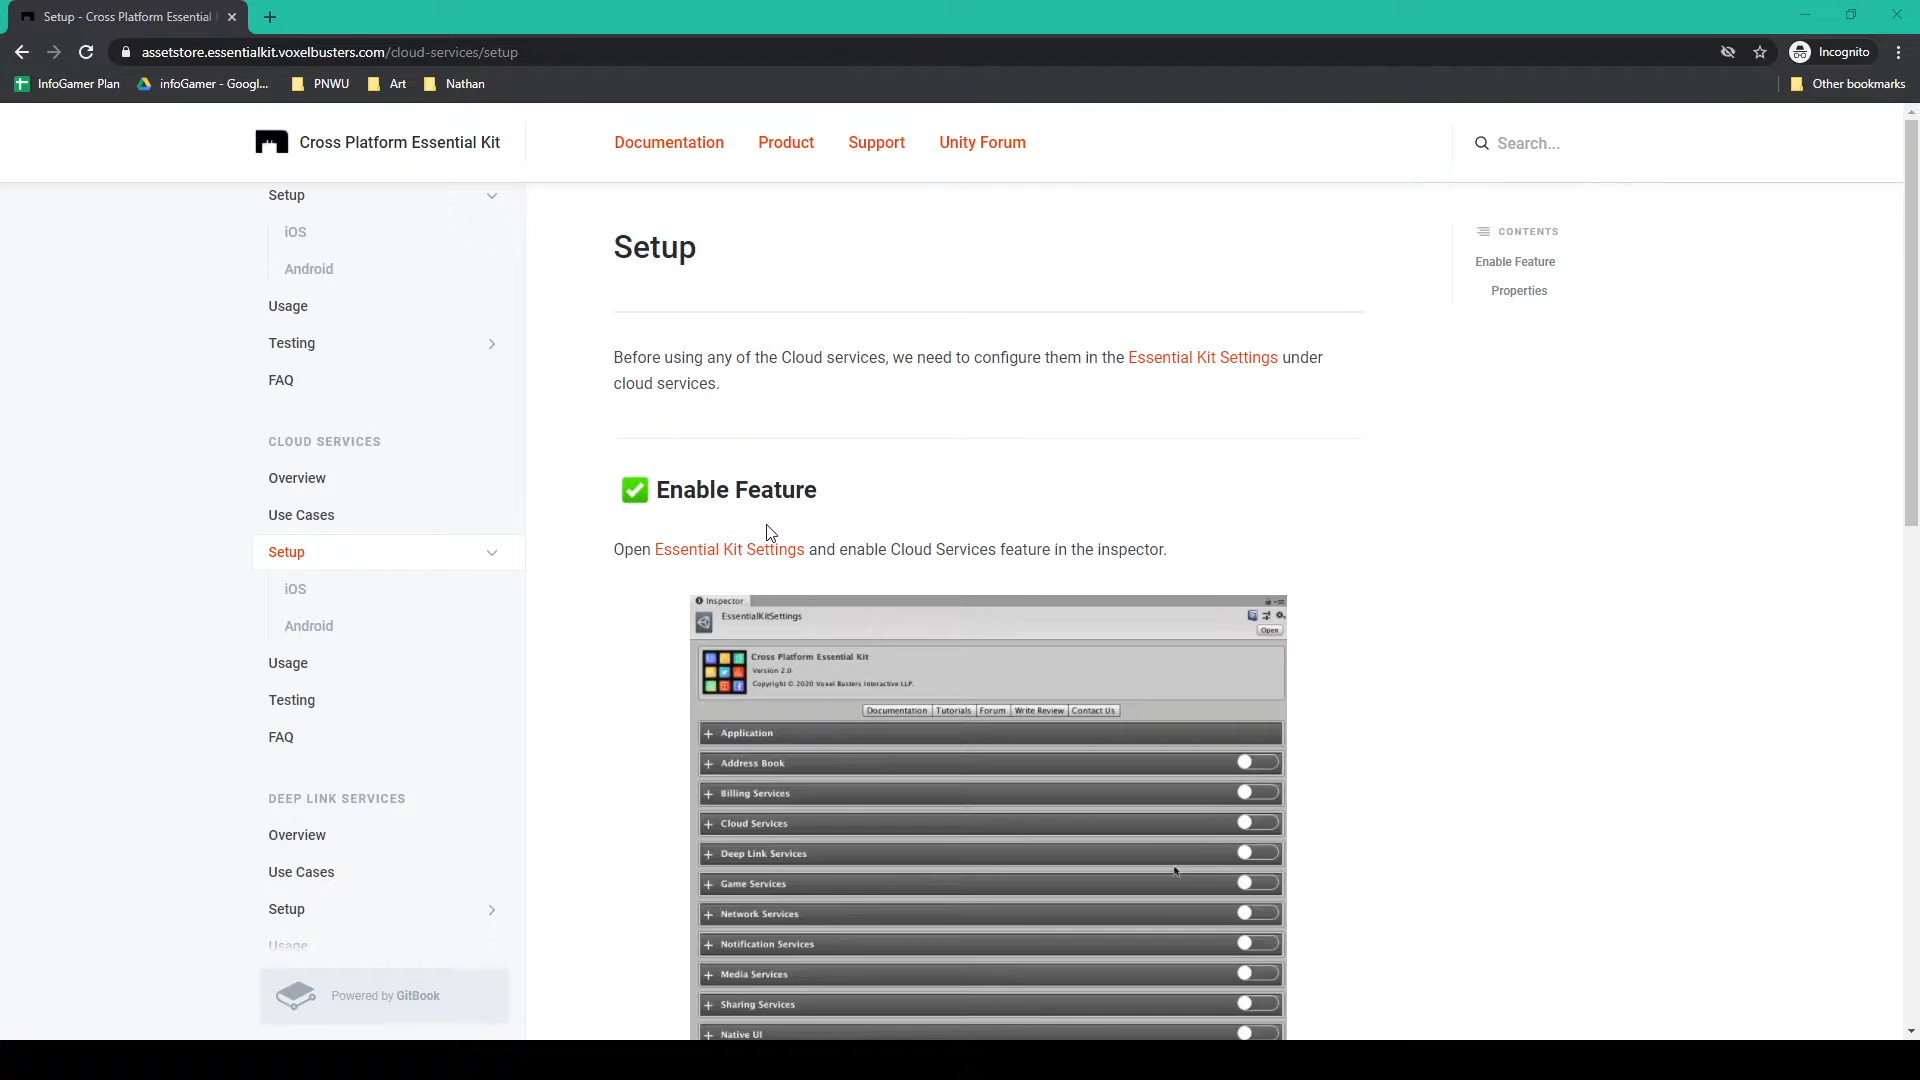 Setup - Cross Platform Essential
assetstore.essentialkit.voxelbusters.com/cloud-services/setup
Incognito
InfoGamer Plan
infoGamer - Googl...
PNWU
Art
Nathan
Other bookmarks
Cross Platform Essential Kit
Documentation
Product
Support
Unity Forum
Search...
Setup
iOS
Android
Usage
Testing
FAQ
CLOUD SERVICES
Overview
Use Cases
Setup
iOS
Android
Usage
Testing
FAQ
DEEP LINK SERVICES
Overview
Use Cases
Setup
Usage
Powered by GitBook
Setup
Before using any of the Cloud services, we need to configure them in the Essential Kit Settings under
cloud services.
Enable Feature
Open Essential Kit Settings and enable Cloud Services feature in the inspector.
Inspector
EssentialKitSettings
Open
Cross Platform Essential Kit
Version 2.0
Copyright © 2020 Voxel Busters Interactive LLP.
Documentation
Tutorials
Forum
Write Review
Contact Us
Application
Address Book
Billing Services
Cloud Services
Deep Link Services
Game Services
Network Services
Notification Services
Media Services
Sharing Services
Native UI
CONTENTS
Enable Feature
Properties